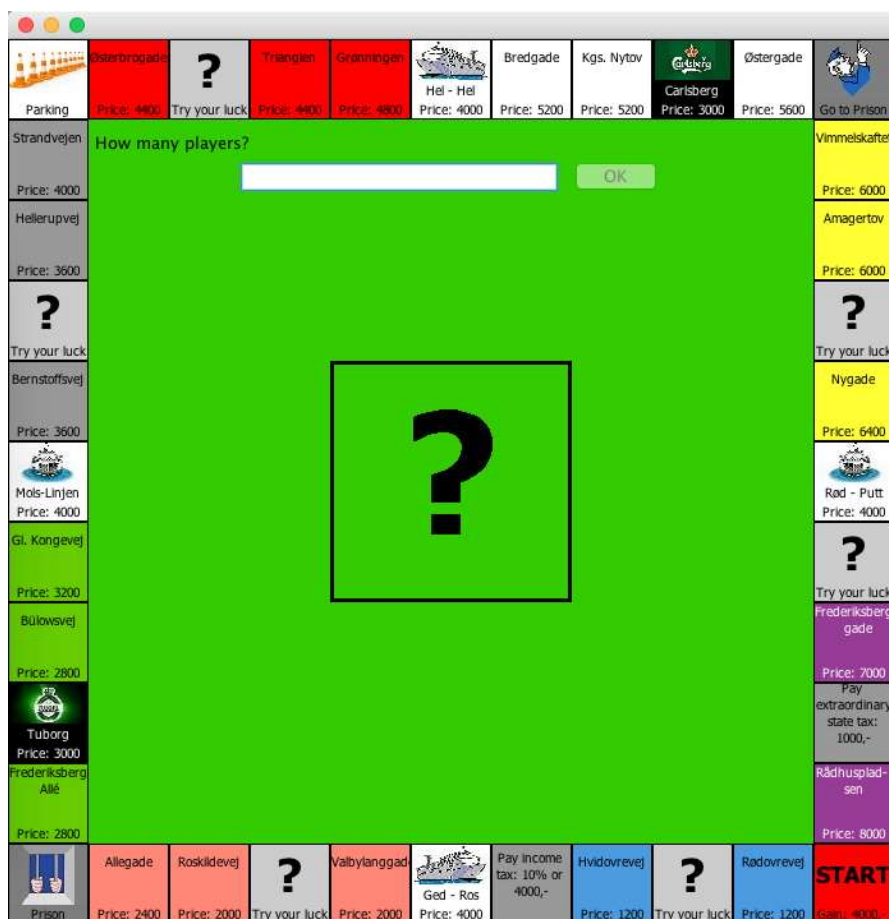 Østerbrogade
Price: 4400
?
Try your luck
Trianglen
Price: 4400
Grønningen
Price: 4800
Hel - Hel
Price: 4000
Bredgade
Price: 5200
Kgs. Nytov
Price: 5200
Carlsberg
Carlsberg
Price: 3000
Østergade
Price: 5600
Parking
Go to Prison
Strandvejen
Price: 4000
Hellerupvej
Price: 3600
?
Try your luck
Bernstoffsvej
Price: 3600
Mols-Linjen
Price: 4000
Gl. Kongevej
Price: 3200
Bülowsvej
Price: 2800
Tuborg
Price: 3000
Frederiksberg
Allé
Price: 2800
How many players?
OK
?
Vimmelskaftet
Price: 6000
Amagertov
Price: 6000
?
Try your luck
Nygade
Price: 6400
Rød - Putt
Price: 4000
?
Try your luck
Frederiksberg
gade
Price: 7000
Pay
extraordinary
state tax:
1000,-
Rådhusplad-
sen
Price: 8000
Prison
Allegade
Price: 2400
Roskildevej
Price: 2000
?
Try your luck
Valbylanggad
Price: 2000
Ged - Ros
Price: 4000
Pay income
tax: 10% or
4000,-
Hvidovrevej
Price: 1200
?
Try your luck
Rødovrevej
Price: 1200
START
Gain: 4000